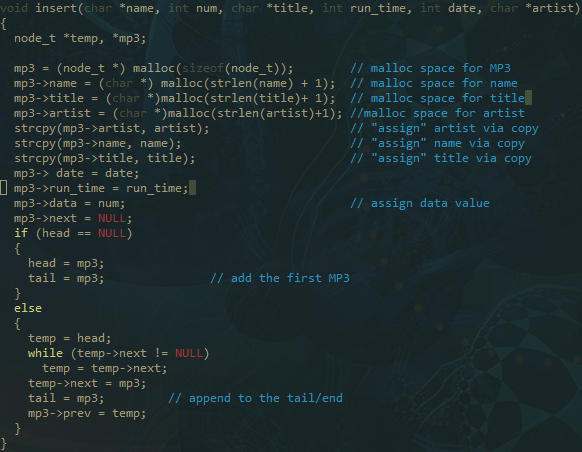 void insert(char *name, int num, char *title, int run_time, int date, char *artist)
{
  node_t *temp, *mp3;

  mp3 = (node_t *) malloc(sizeof(node_t));        // malloc space for MP3
  mp3->name = (char *) malloc(strlen(name) + 1);  // malloc space for name
  mp3->title = (char *)malloc(strlen(title)+ 1);  // malloc space for title
  mp3->artist = (char *)malloc(strlen(artist)+1); //malloc space for artist
  strcpy(mp3->artist, artist);                    // "assign" artist via copy
  strcpy(mp3->name, name);                        // "assign" name via copy
  strcpy(mp3->title, title);                      // "assign" title via copy
  mp3-> date = date;
  mp3->run_time = run_time;
  mp3->data = num;                                // assign data value
  mp3->next = NULL;
  if (head == NULL)
  {
    head = mp3;
    tail = mp3;               // add the first MP3
  }
  else
  {
    temp = head;
    while (temp->next != NULL)
      temp = temp->next;
    temp->next = mp3;
    tail = mp3;         // append to the tail/end
    mp3->prev = temp;
  }
}